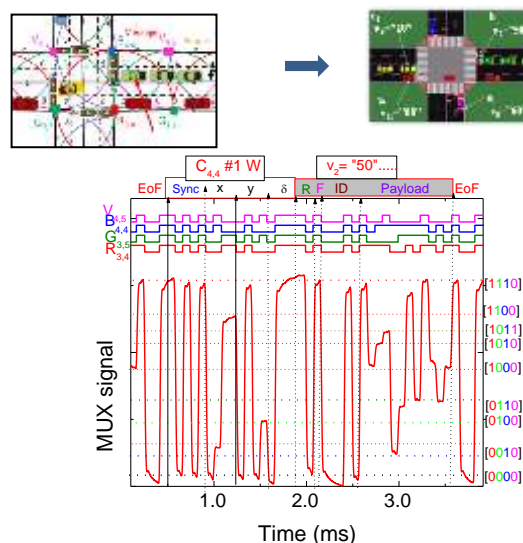 C4,4 #1 W
v2= "50".....
EoF Sync x y δ R F ID Payload EoF
V4,5
B4,4
G3,5
R3,4
[1110]
[1100]
[1011]
[1010]
[1000]
[0110]
[0100]
[0010]
[0000]
MUX signal
1.0 2.0 3.0
Time (ms)